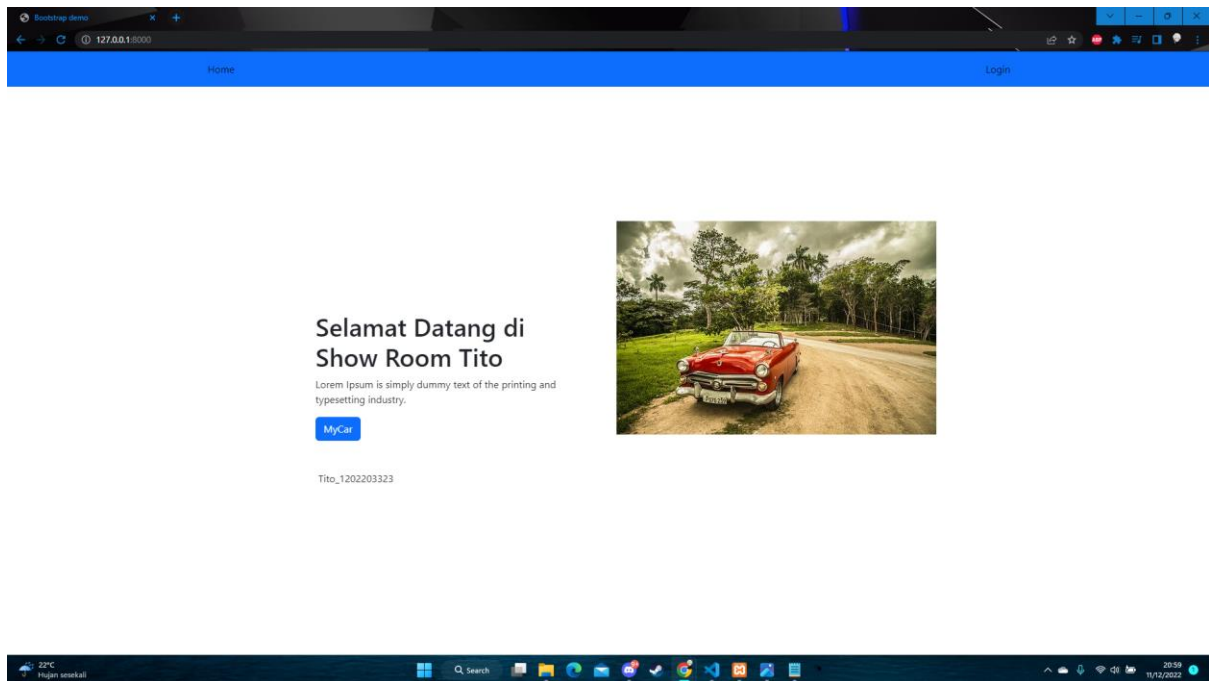 Bootstrap demo
127.0.0.1:8000
Home
Login
Selamat Datang di
Show Room Tito
Lorem Ipsum is simply dummy text of the printing and
typesetting industry.
MyCar
Tito_1202203323
22°C
Hujan sesekali
Search
20:59
11/12/2022